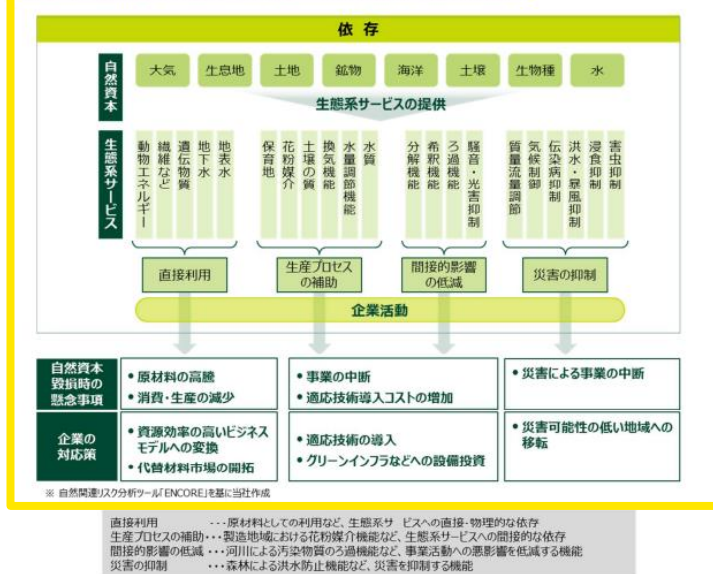 依存
自然資本
大気
生息地
土地
鉱物
海洋
土壌
生物種
水
生態系サービスの提供
生態系サービス
動物エネルギー
繊維など
遺伝物質
地下水
地表水
保育地
花粉媒介
土壌の質
換気機能
水量調節機能
水質
分解機能
希釈機能
ろ過機能
騒音・光害抑制
質量流量調節
気候制御
伝染病抑制
洪水・暴風抑制
浸食抑制
害虫抑制
直接利用
生産プロセス
の補助
間接的影響
の低減
災害の抑制
企業活動
自然資本
毀損時の
懸念事項
• 原材料の高騰
• 消費・生産の減少
• 事業の中断
• 適応技術導入コストの増加
• 災害による事業の中断
企業の
対応策
• 資源効率の高いビジネス
モデルへの変換
• 代替材料市場の開拓
• 適応技術の導入
• グリーンインフラなどへの設備投資
• 災害可能性の低い地域への
移転
※ 自然関連リスク分析ツール「ENCORE」を基に当社作成
直接利用 ・・・原材料としての利用など、生態系サ ビスへの直接・物理的な依存
生産プロセスの補助・・・製造地域における花粉媒介機能など、生態系サービスへの間接的な依存
間接的影響の低減 ・・・河川による汚染物質のろ過機能など、事業活動への悪影響を低減する機能
災害の抑制 ・・・森林による洪水防止機能など、災害を抑制する機能